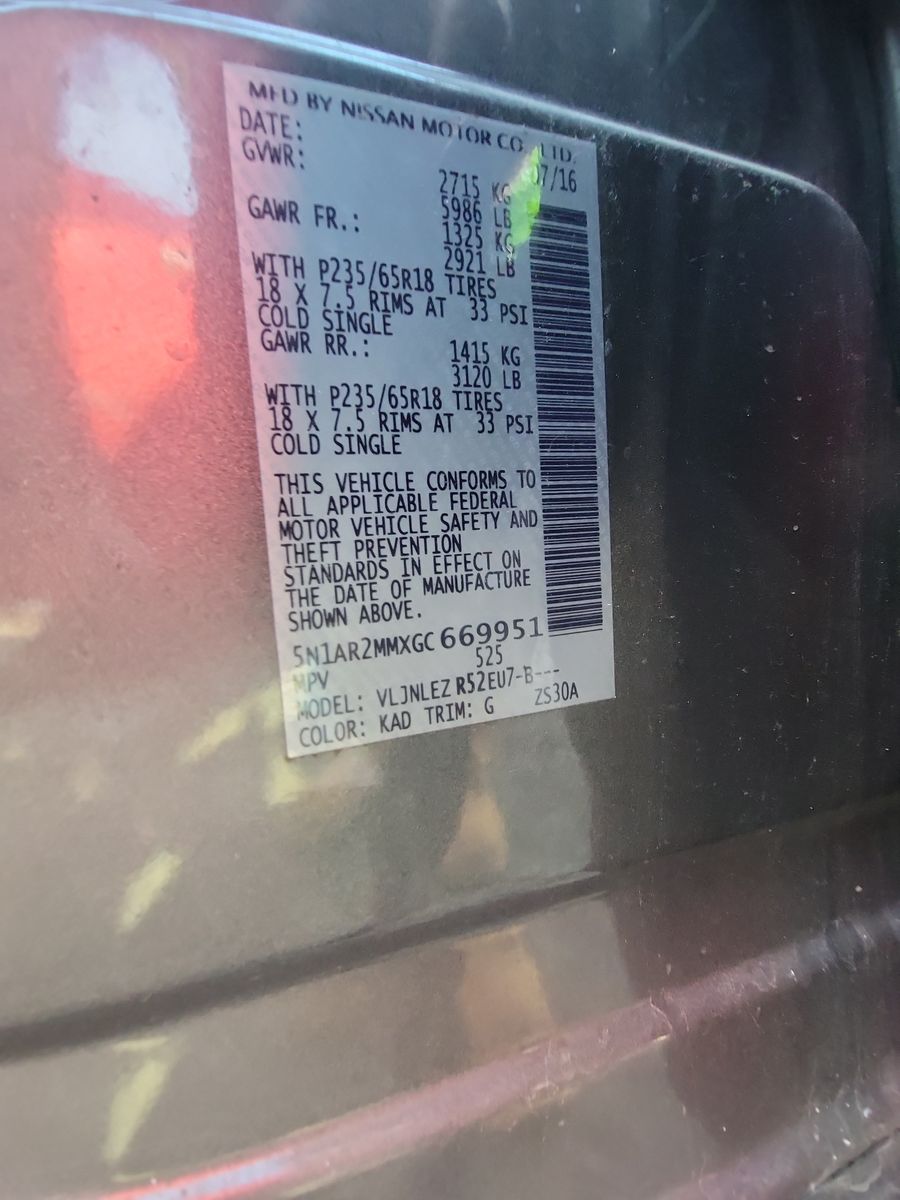 MFD BY NISSAN MOTOR CO., LTD.
DATE: 07/16
GVWR: 2715 KG
5986 LB
GAWR FR.: 1325 KG
2921 LB
WITH P235/65R18 TIRES
18 X 7.5 RIMS AT 33 PSI
COLD SINGLE
GAWR RR.: 1415 KG
3120 LB
WITH P235/65R18 TIRES
18 X 7.5 RIMS AT 33 PSI
COLD SINGLE
THIS VEHICLE CONFORMS TO
ALL APPLICABLE FEDERAL
MOTOR VEHICLE SAFETY AND
THEFT PREVENTION
STANDARDS IN EFFECT ON
THE DATE OF MANUFACTURE
SHOWN ABOVE.
5N1AR2MMXGC669951
MPV 525
MODEL: VLJNLEZ R52EU7-B---
COLOR: KAD TRIM: G ZS30A